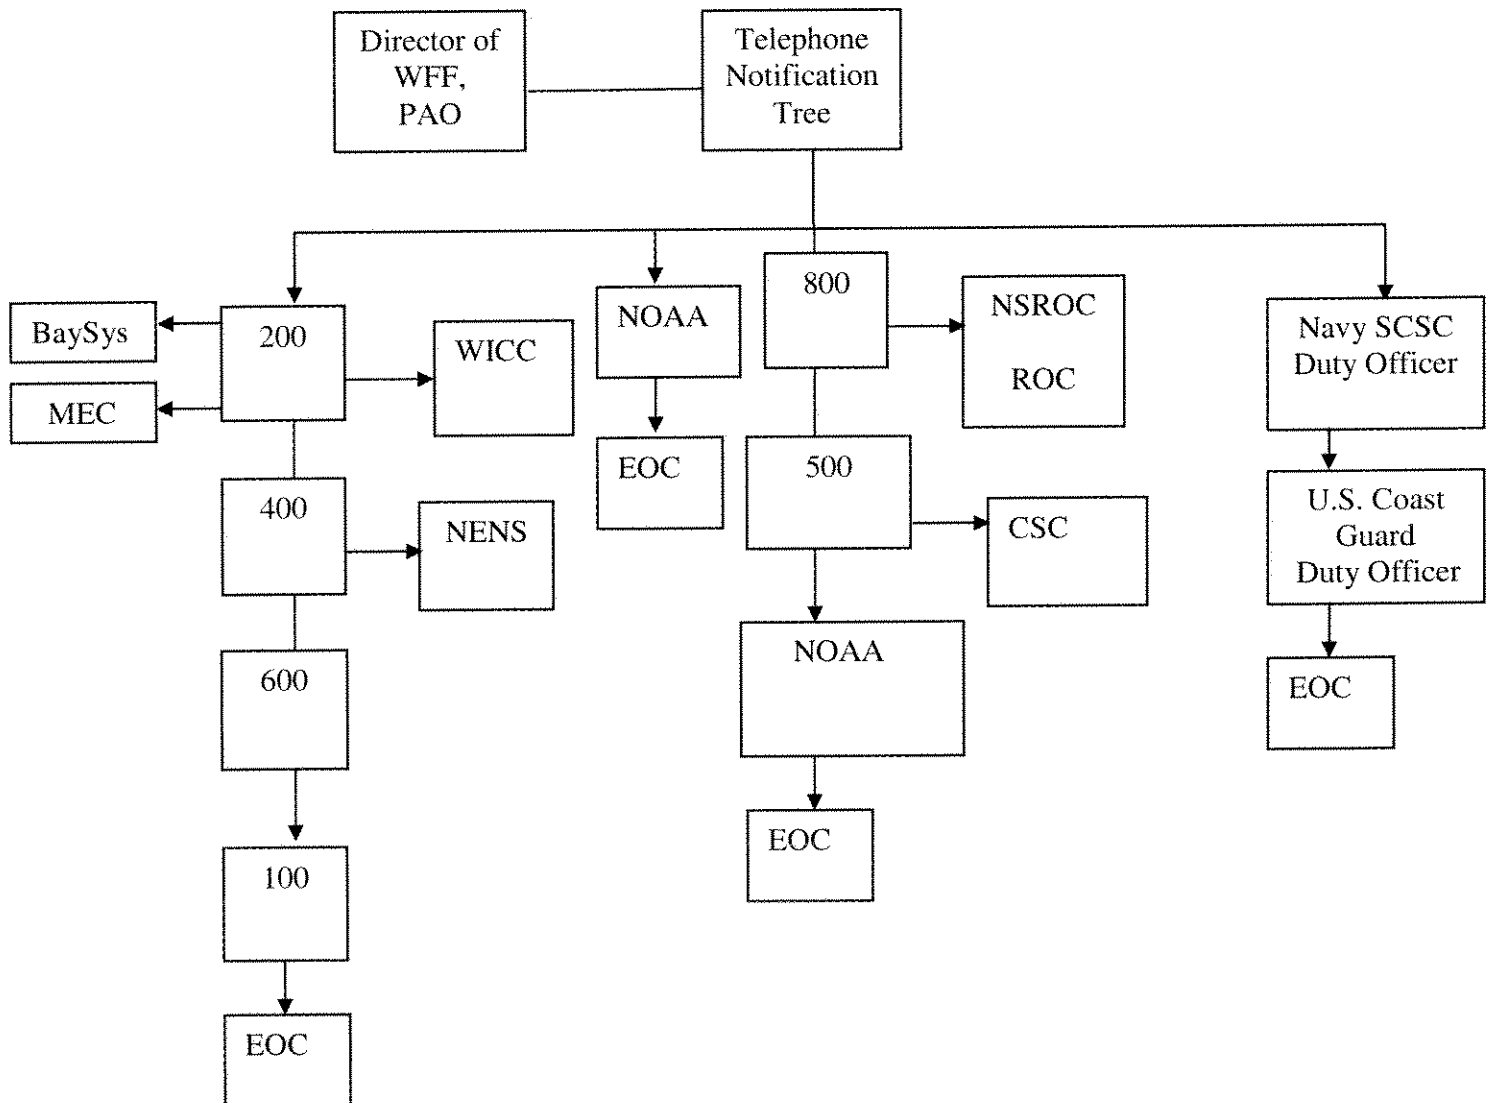 Director of
WFF,
PAO
Telephone
Notification
Tree
BaySys
MEC
200
WICC
NOAA
EOC
800
NSROC
ROC
Navy SCSC
Duty Officer
400
NENS
500
CSC
U.S. Coast
Guard
Duty Officer
600
NOAA
EOC
EOC
100
EOC